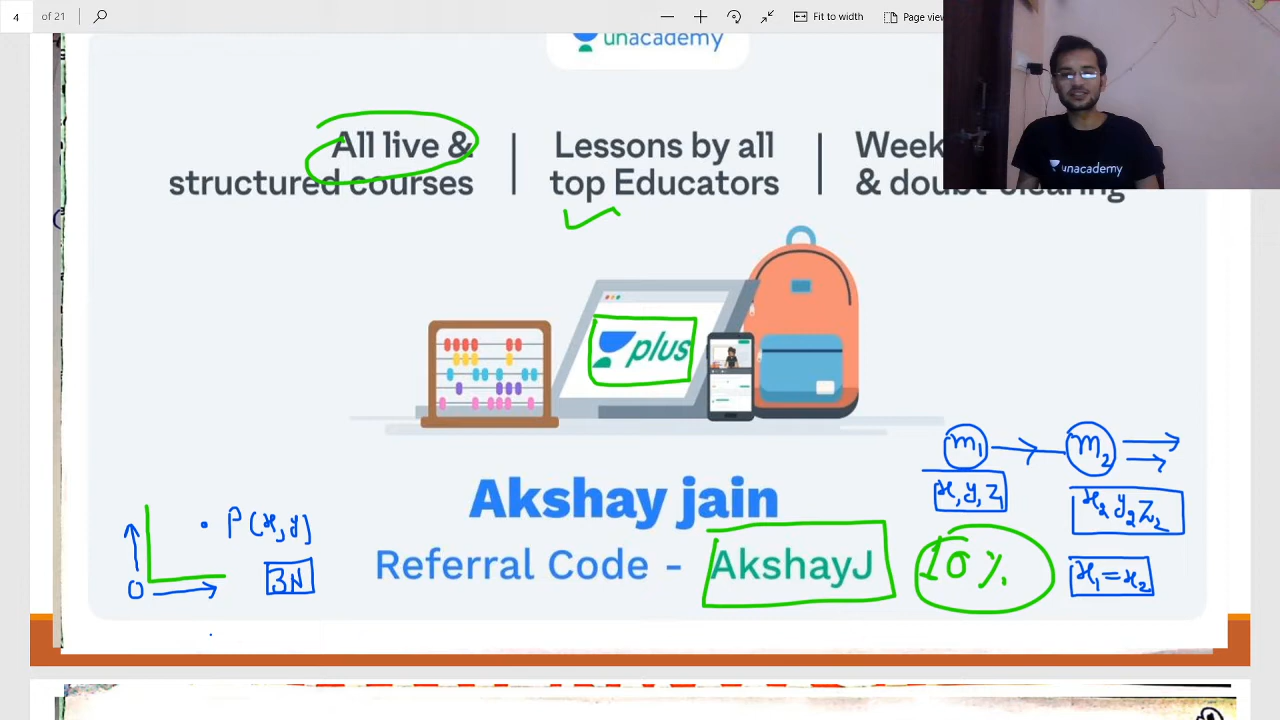 4 of 21
Fit to width
Page view
unacademy
All live &
structured courses
Lessons by all
top Educators
Week
& doubt clearing
unacademy
plus
m1
m2
x, y, z1
x2 y2 z2
x1 = x2
Akshay jain
Referral Code - AkshayJ
10 %
P(x, y)
3N
O